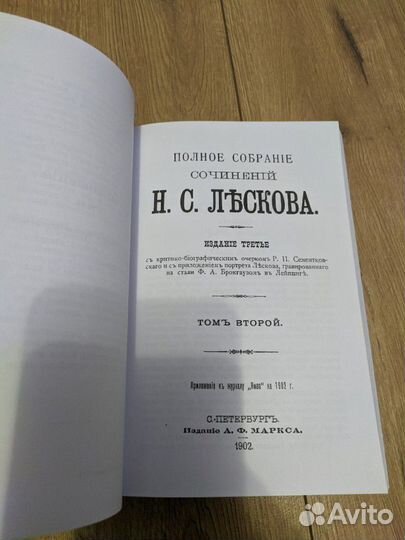 ПОЛНОЕ СОБРАНІЕ
СОЧИНЕНІЙ
Н. С. ЛѢСКОВА.
ИЗДАНІЕ ТРЕТЬЕ
съ критико-біографическимъ очеркомъ Р. И. Сементков-
скаго и съ приложеніемъ портрета Лѣскова, гравированнаго
на стали Ф. А. Брокгаузомъ въ Лейпцигѣ.
ТОМЪ ВТОРОЙ.
Приложеніе къ журналу „Нива" на 1902 г.
С.-ПЕТЕРБУРГЪ.
Изданіе А. Ф. МАРКСА.
1902.
Avito